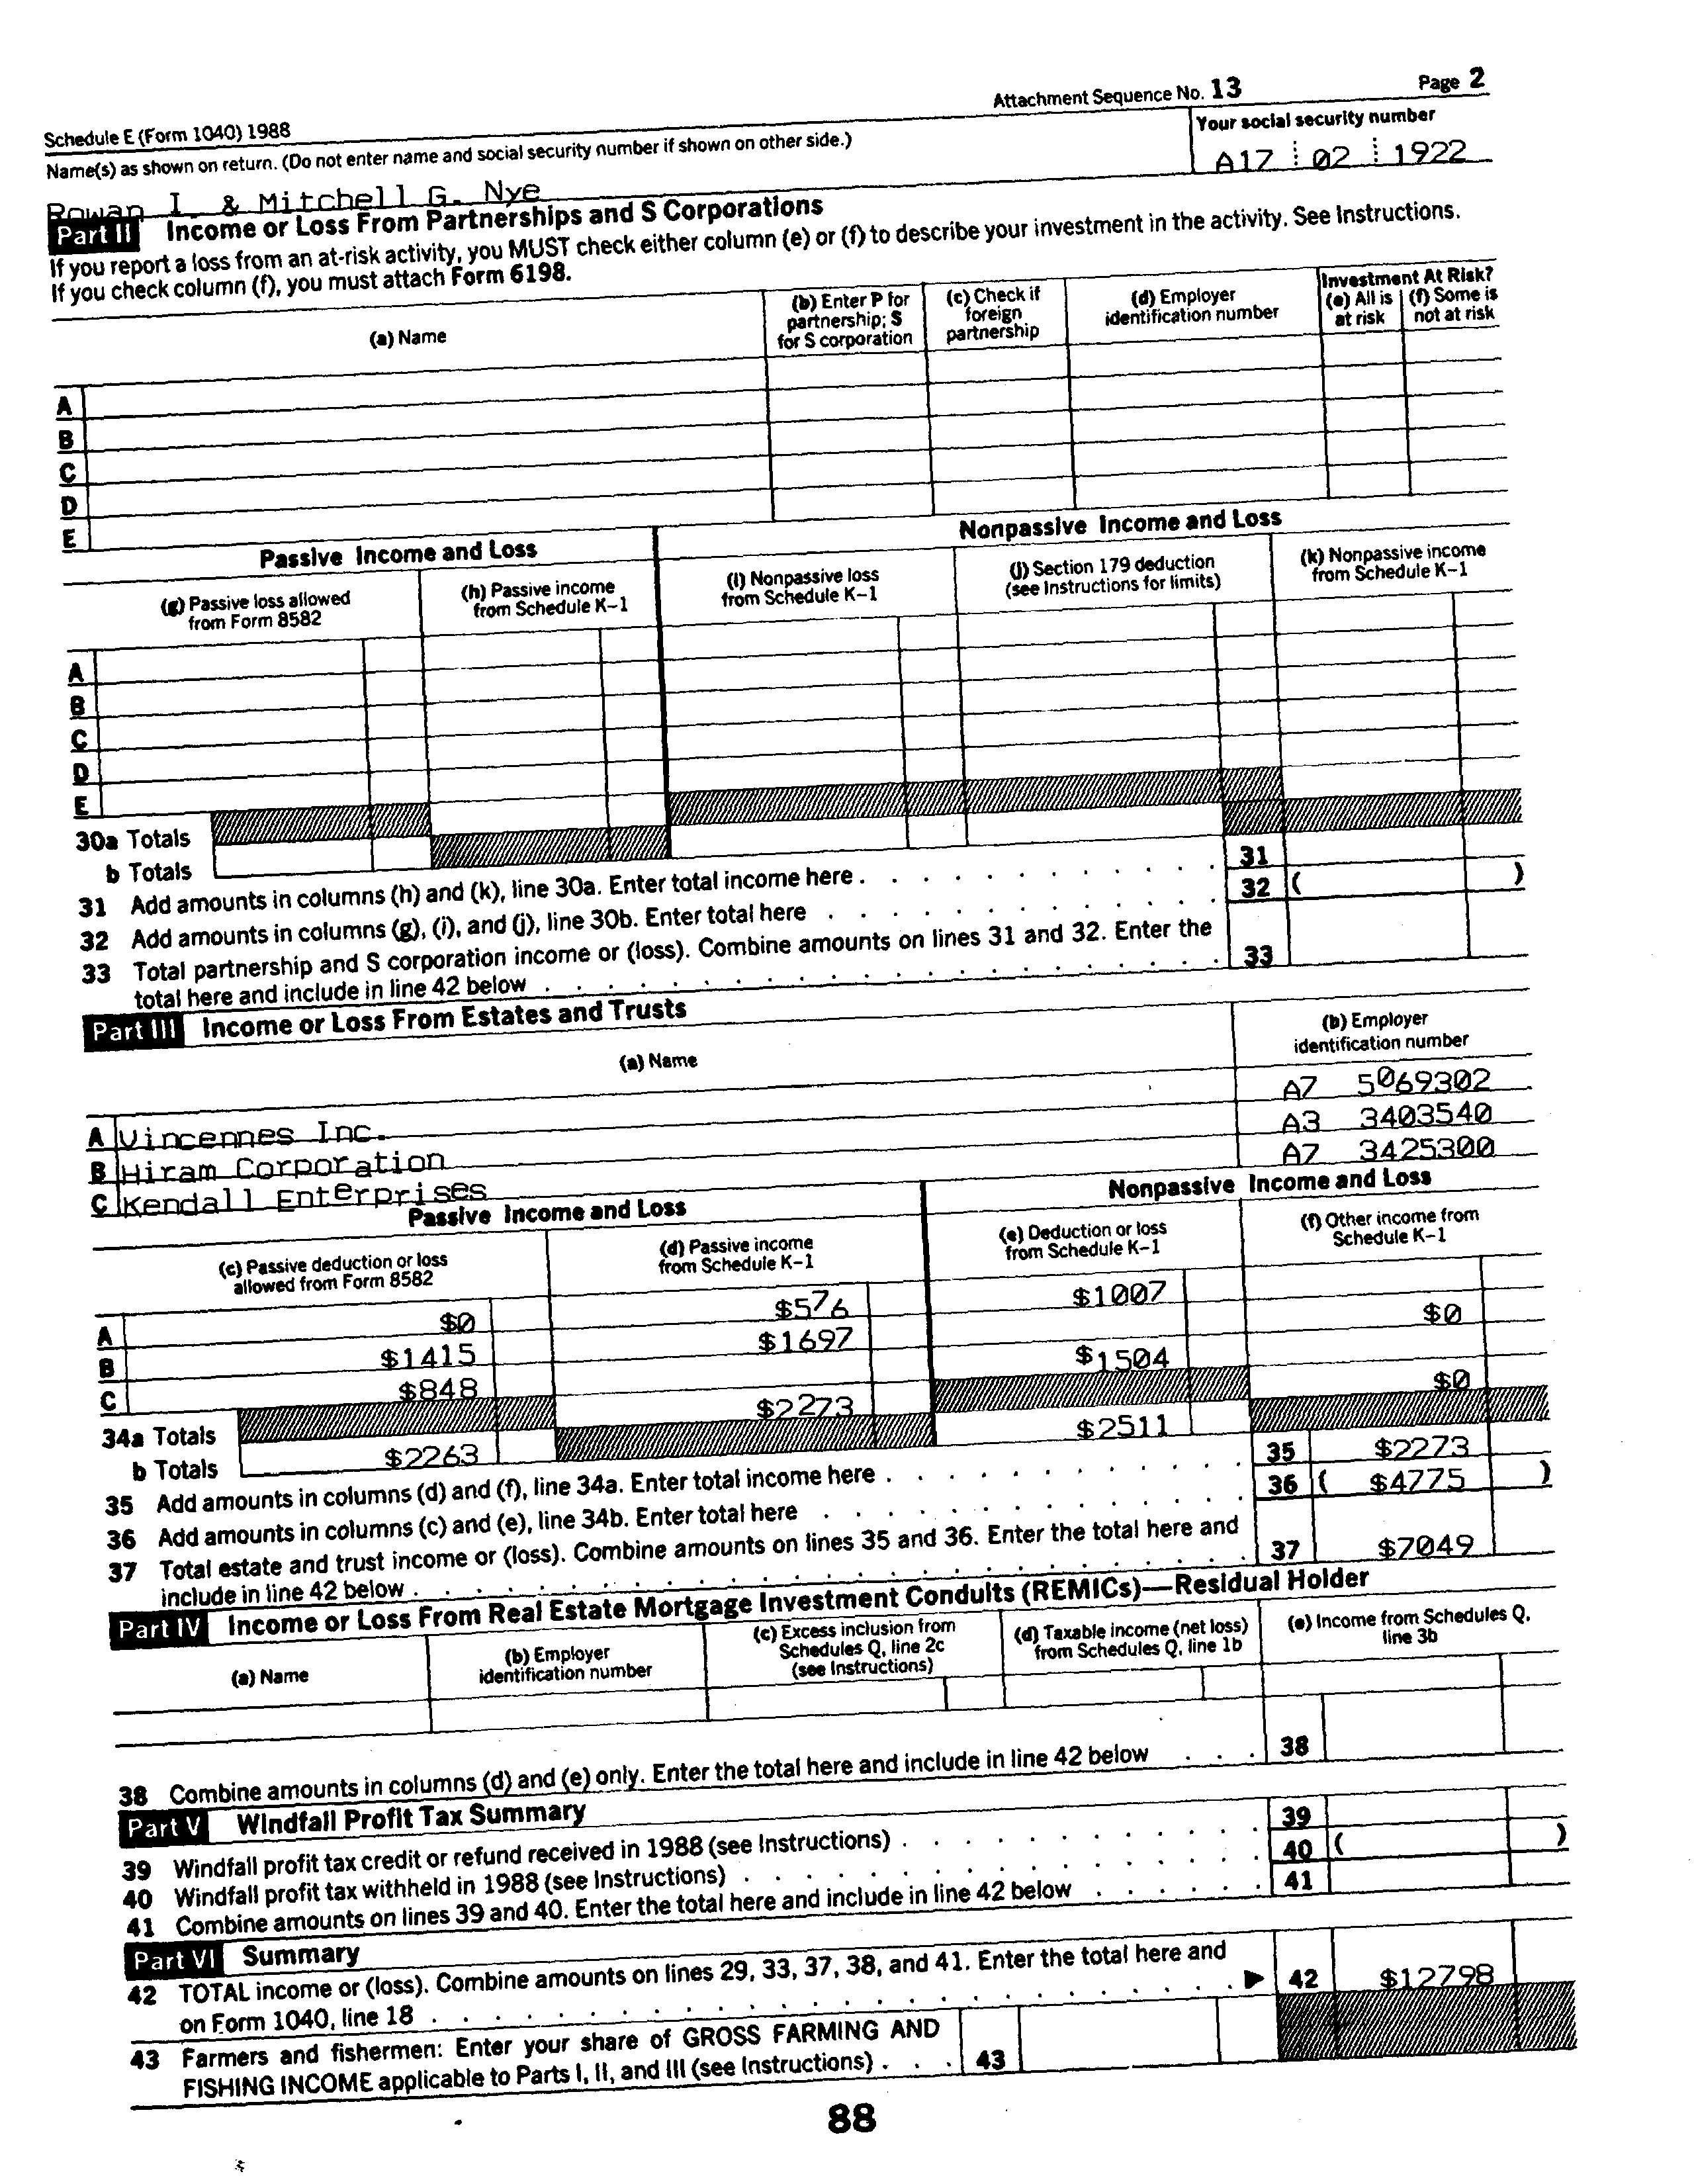 Attachment Sequence No. 13 Page 2
Schedule E (Form 1040) 1988
Name(s) as shown on return. (Do not enter name and social security number if shown on other side.)
Your social security number
Rowan I. & Mitchell G. Nye
A17 02 1922
Part II Income or Loss From Partnerships and S Corporations
If you report a loss from an at-risk activity, you MUST check either column (e) or (f) to describe your investment in the activity. See Instructions.
If you check column (f), you must attach Form 6198.
(a) Name
(b) Enter P for partnership; S for S corporation
(c) Check if foreign partnership
(d) Employer identification number
Investment At Risk?
(e) All is at risk
(f) Some is not at risk
A
B
C
D
E
Passive Income and Loss
Nonpassive Income and Loss
(g) Passive loss allowed from Form 8582
(h) Passive income from Schedule K–1
(i) Nonpassive loss from Schedule K–1
(j) Section 179 deduction (see Instructions for limits)
(k) Nonpassive income from Schedule K–1
A
B
C
D
E
30a Totals
b Totals
31 Add amounts in columns (h) and (k), line 30a. Enter total income here . 31
32 Add amounts in columns (g), (i), and (j), line 30b. Enter total here . 32 ( )
33 Total partnership and S corporation income or (loss). Combine amounts on lines 31 and 32. Enter the
total here and include in line 42 below . 33
Part III Income or Loss From Estates and Trusts
(a) Name
(b) Employer identification number
A Vincennes Inc. A7 5069302
B Hiram Corporation A3 3403540
C Kendall Enterprises A7 3425300
Passive Income and Loss
Nonpassive Income and Loss
(c) Passive deduction or loss allowed from Form 8582
(d) Passive income from Schedule K–1
(e) Deduction or loss from Schedule K–1
(f) Other income from Schedule K–1
A $0 $576 $1007 $0
B $1415 $1697
C $848 $1504 $0
34a Totals $2273
b Totals $2263 $2511
35 Add amounts in columns (d) and (f), line 34a. Enter total income here . 35 $2273
36 Add amounts in columns (c) and (e), line 34b. Enter total here . 36 ( $4775 )
37 Total estate and trust income or (loss). Combine amounts on lines 35 and 36. Enter the total here and
include in line 42 below . 37 $7049
Part IV Income or Loss From Real Estate Mortgage Investment Conduits (REMICs)—Residual Holder
(a) Name
(b) Employer identification number
(c) Excess inclusion from Schedules Q, line 2c (see Instructions)
(d) Taxable income (net loss) from Schedules Q, line 1b
(e) Income from Schedules Q, line 3b
38 Combine amounts in columns (d) and (e) only. Enter the total here and include in line 42 below . . . 38
Part V Windfall Profit Tax Summary
39 Windfall profit tax credit or refund received in 1988 (see Instructions) . 39
40 Windfall profit tax withheld in 1988 (see Instructions) . 40 ( )
41 Combine amounts on lines 39 and 40. Enter the total here and include in line 42 below . 41
Part VI Summary
42 TOTAL income or (loss). Combine amounts on lines 29, 33, 37, 38, and 41. Enter the total here and
on Form 1040, line 18 . ▶ 42 $12798
43 Farmers and fishermen: Enter your share of GROSS FARMING AND
FISHING INCOME applicable to Parts I, II, and III (see Instructions) . . . 43
88